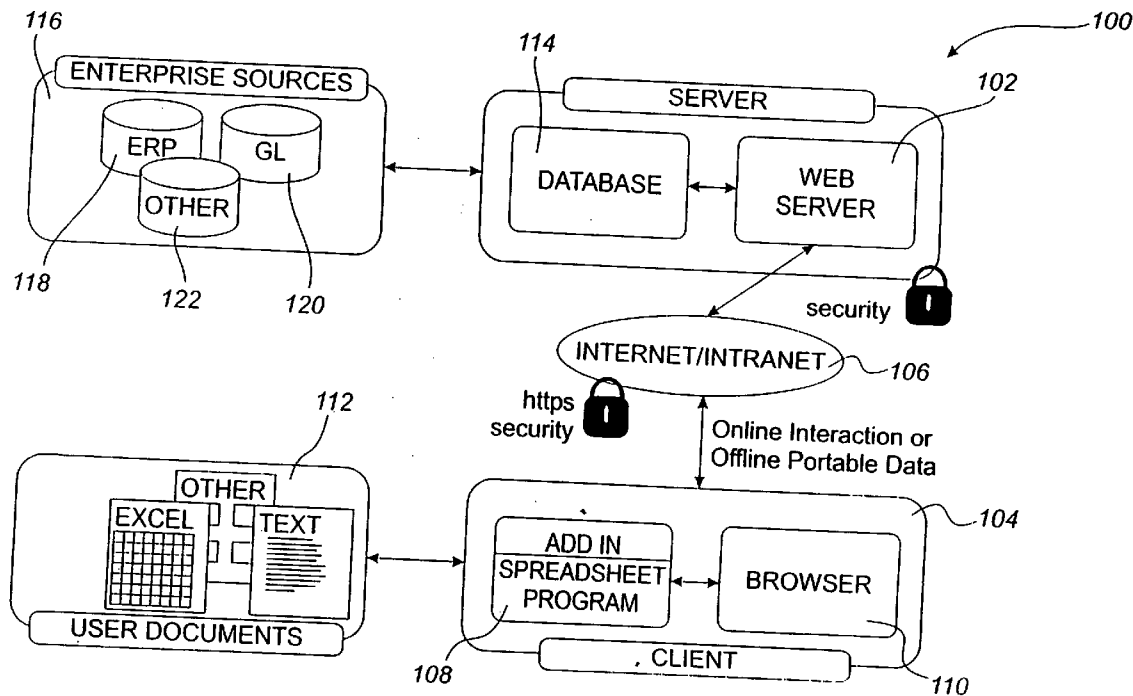 116
ENTERPRISE SOURCES
ERP
GL
OTHER
118
122
120
100
114
SERVER
102
DATABASE
WEB
SERVER
security
INTERNET/INTRANET
106
https
security
Online Interaction or
Offline Portable Data
112
OTHER
EXCEL
TEXT
USER DOCUMENTS
104
ADD IN
SPREADSHEET
PROGRAM
BROWSER
108
CLIENT
110